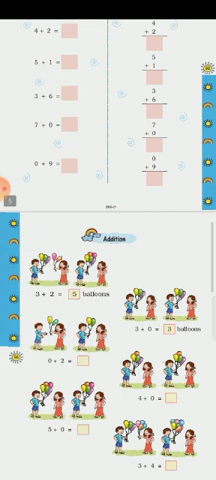 4 + 2 =
5 + 1 =
3 + 6 =
7 + 0 =
0 + 9 =
4
+ 2
5
+ 1
3
+ 6
7
+ 0
0
+ 9
5
Addition
3 + 2 = 5 balloons
3 + 0 = 3 balloons
0 + 2 =
4 + 0 =
5 + 0 =
3 + 4 =